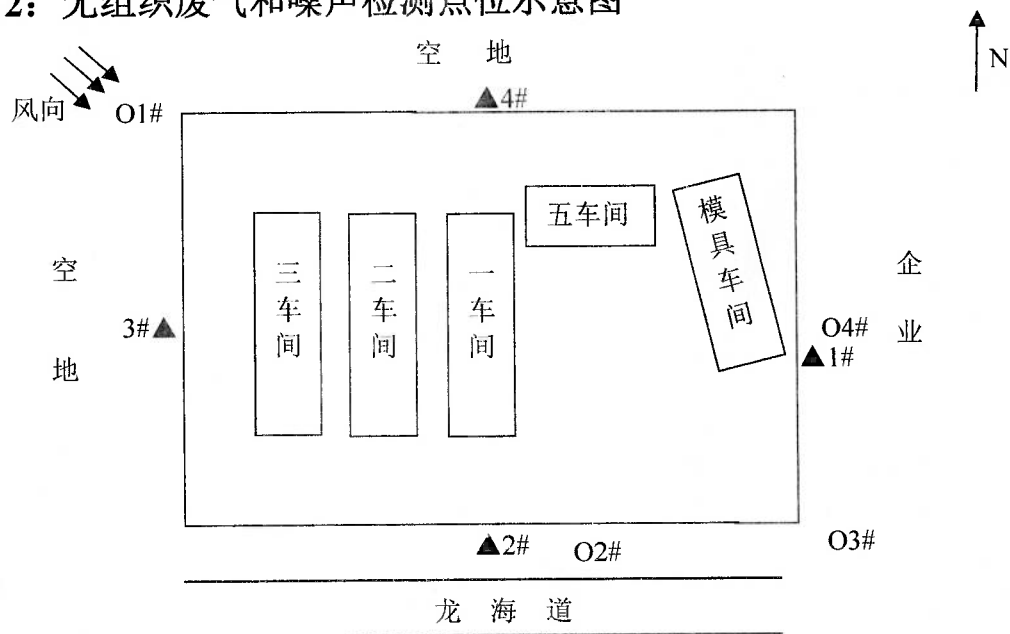 2：无组织废气和噪声检测点位示意图
空 地
N
▲4#
风向
O1#
五车间
模具车间
三车间
二车间
一车间
空地
企业
3#▲
O4#
▲1#
▲2#
O2#
O3#
龙 海 道